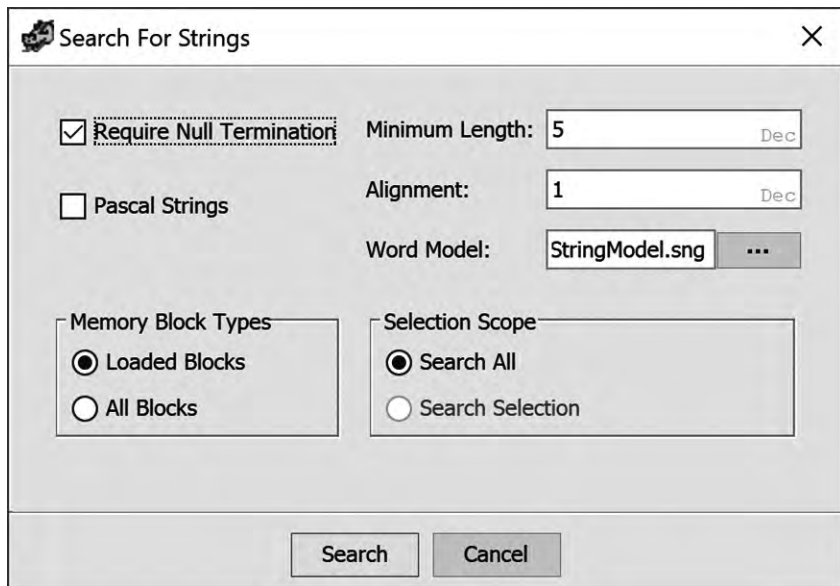 Search For Strings
Require Null Termination
Minimum Length: 5 Dec
Pascal Strings
Alignment: 1 Dec
Word Model: StringModel.sng ...
Memory Block Types
Loaded Blocks
All Blocks
Selection Scope
Search All
Search Selection
Search Cancel